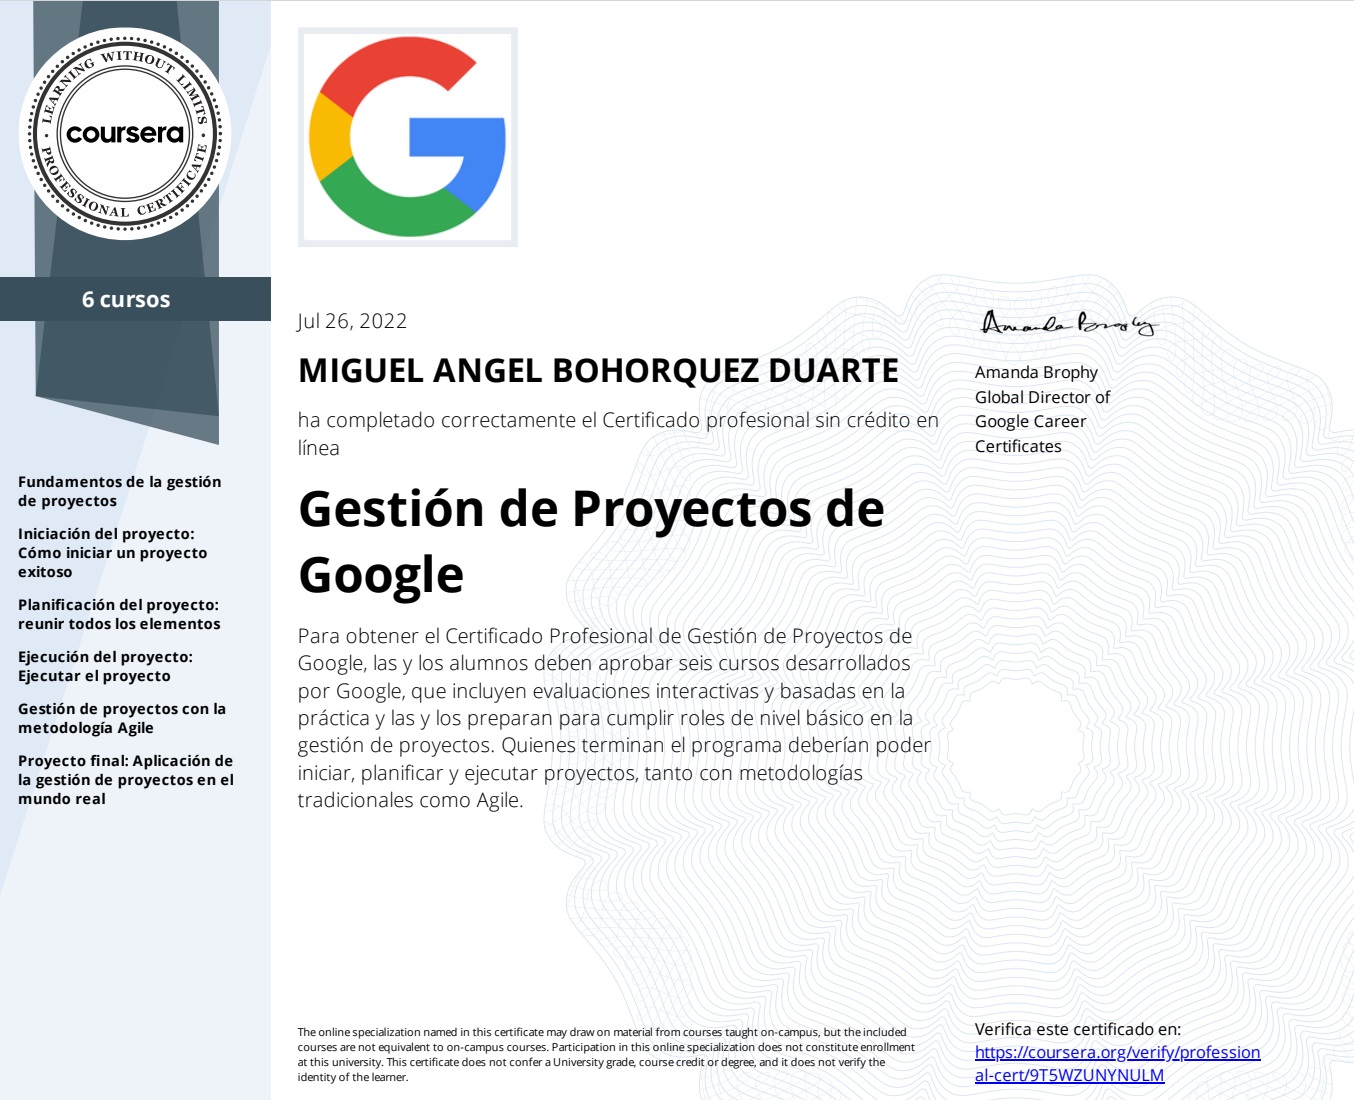 LEARNING WITHOUT LIMITS
coursera
PROFESSIONAL CERTIFICATE
6 cursos
Fundamentos de la gestión
de proyectos
Iniciación del proyecto:
Cómo iniciar un proyecto
exitoso
Planificación del proyecto:
reunir todos los elementos
Ejecución del proyecto:
Ejecutar el proyecto
Gestión de proyectos con la
metodología Agile
Proyecto final: Aplicación de
la gestión de proyectos en el
mundo real
Jul 26, 2022
MIGUEL ANGEL BOHORQUEZ DUARTE
ha completado correctamente el Certificado profesional sin crédito en
línea
Gestión de Proyectos de
Google
Para obtener el Certificado Profesional de Gestión de Proyectos de
Google, las y los alumnos deben aprobar seis cursos desarrollados
por Google, que incluyen evaluaciones interactivas y basadas en la
práctica y las y los preparan para cumplir roles de nivel básico en la
gestión de proyectos. Quienes terminan el programa deberían poder
iniciar, planificar y ejecutar proyectos, tanto con metodologías
tradicionales como Agile.
Amanda Brophy
Amanda Brophy
Global Director of
Google Career
Certificates
The online specialization named in this certificate may draw on material from courses taught on-campus, but the included
courses are not equivalent to on-campus courses. Participation in this online specialization does not constitute enrollment
at this university. This certificate does not confer a University grade, course credit or degree, and it does not verify the
identity of the learner.
Verifica este certificado en:
https://coursera.org/verify/profession
al-cert/9T5WZUNYNULM